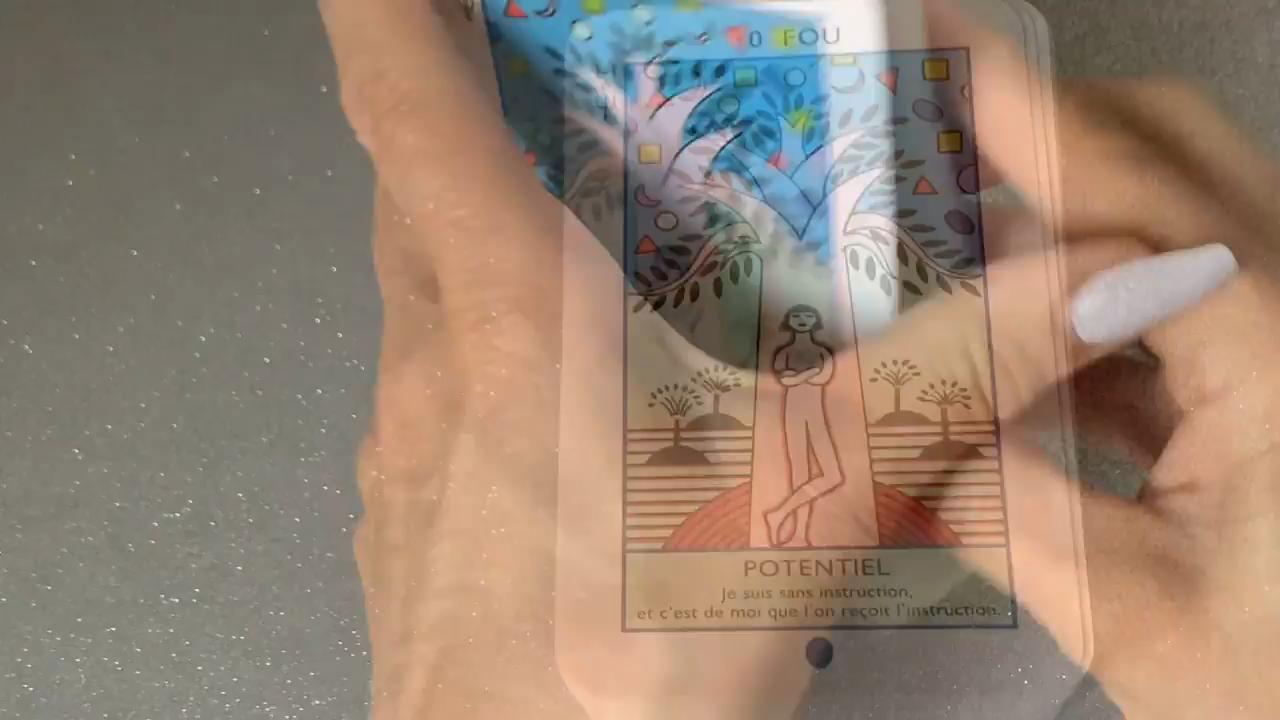 0 FOU
POTENTIEL
Je suis sans instruction,
et c'est de moi que l'on reçoit l'instruction.